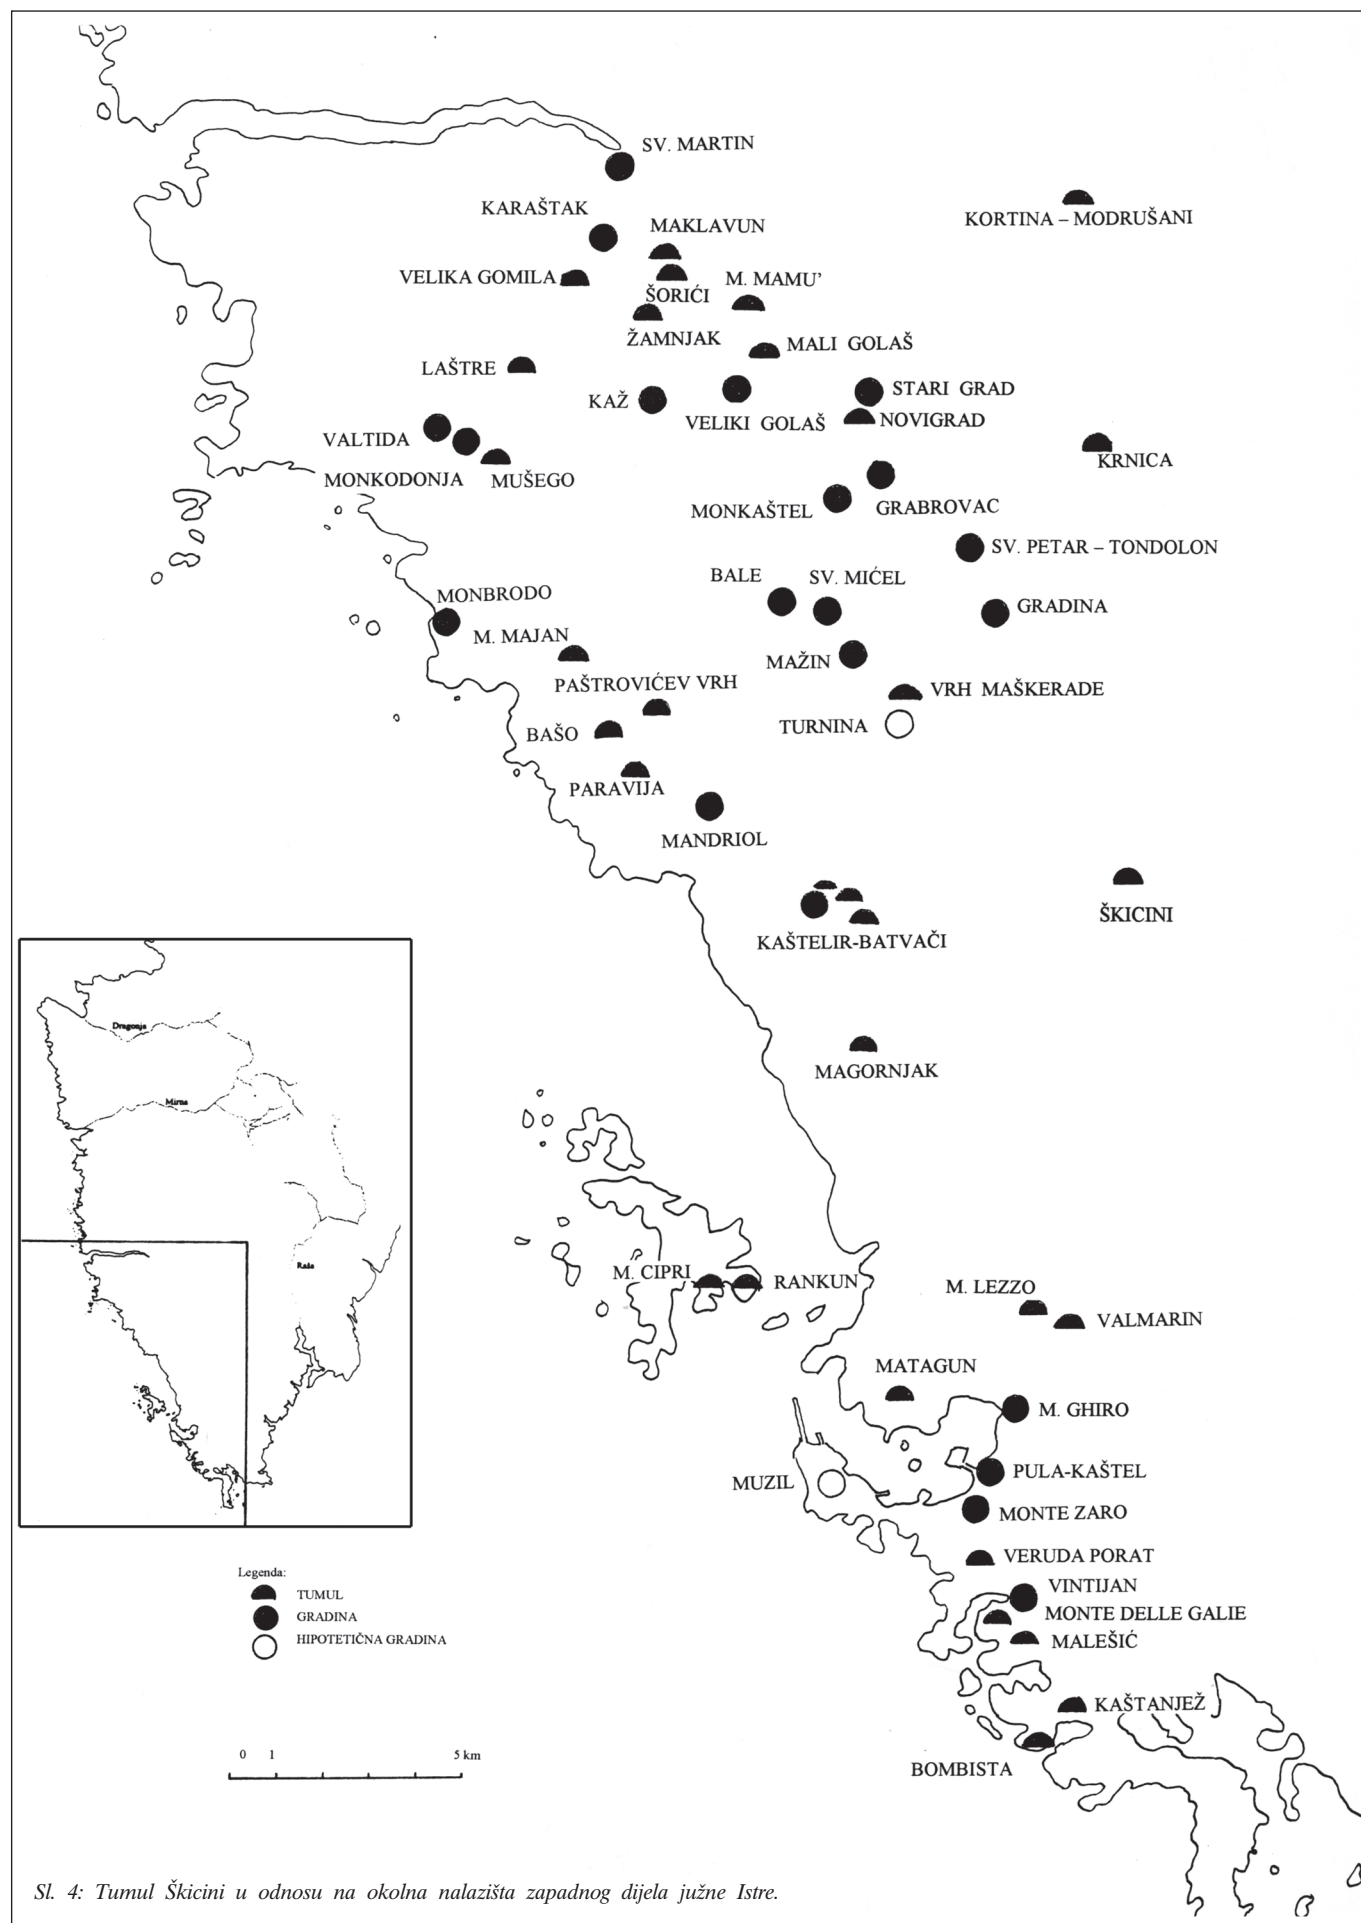 SV. MARTIN
KARAŠTAK
KORTINA – MODRUŠANI
MAKLAVUN
VELIKA GOMILA
M. MAMU’
ŠORIĆI
ŽAMNJAK
MALI GOLAŠ
LAŠTRE
STARI GRAD
KAŽ
VELIKI GOLAŠ
NOVIGRAD
VALTIDA
KRNICA
MONKODONJA
MUŠEGO
MONKAŠTEL
GRABROVAC
SV. PETAR – TONDOLON
BALE
SV. MIĆEL
MONBRODO
GRADINA
M. MAJAN
MAŽIN
PAŠTROVIĆEV VRH
VRH MAŠKERADE
BAŠO
TURNINA
PARAVIJA
MANDRIOL
ŠKICINI
KAŠTELIR-BATVAČI
MAGORNJAK
Dragonja
Mirna
Raša
M. CIPRI
RANKUN
M. LEZZO
VALMARIN
MATAGUN
M. GHIRO
MUZIL
PULA-KAŠTEL
MONTE ZARO
VERUDA PORAT
VINTIJAN
MONTE DELLE GALIE
MALEŠIĆ
KAŠTANJEŽ
BOMBISTA
Legenda:
TUMUL
GRADINA
HIPOTETIČNA GRADINA
0 1 5 km
Sl. 4: Tumul Škicini u odnosu na okolna nalazišta zapadnog dijela južne Istre.